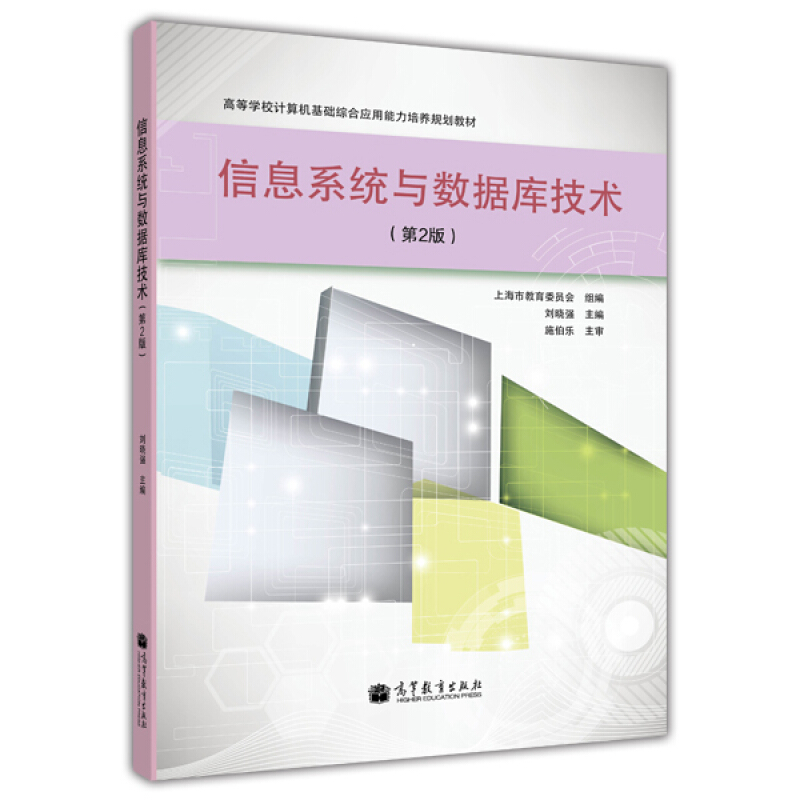 高等学校计算机基础综合应用能力培养规划教材
信息系统与数据库技术
（第2版）
上海市教育委员会 组编
刘晓强 主编
施伯乐 主审
高等教育出版社
HIGHER EDUCATION PRESS
信息系统与数据库技术（第2版）
刘晓强 主编
高等教育出版社